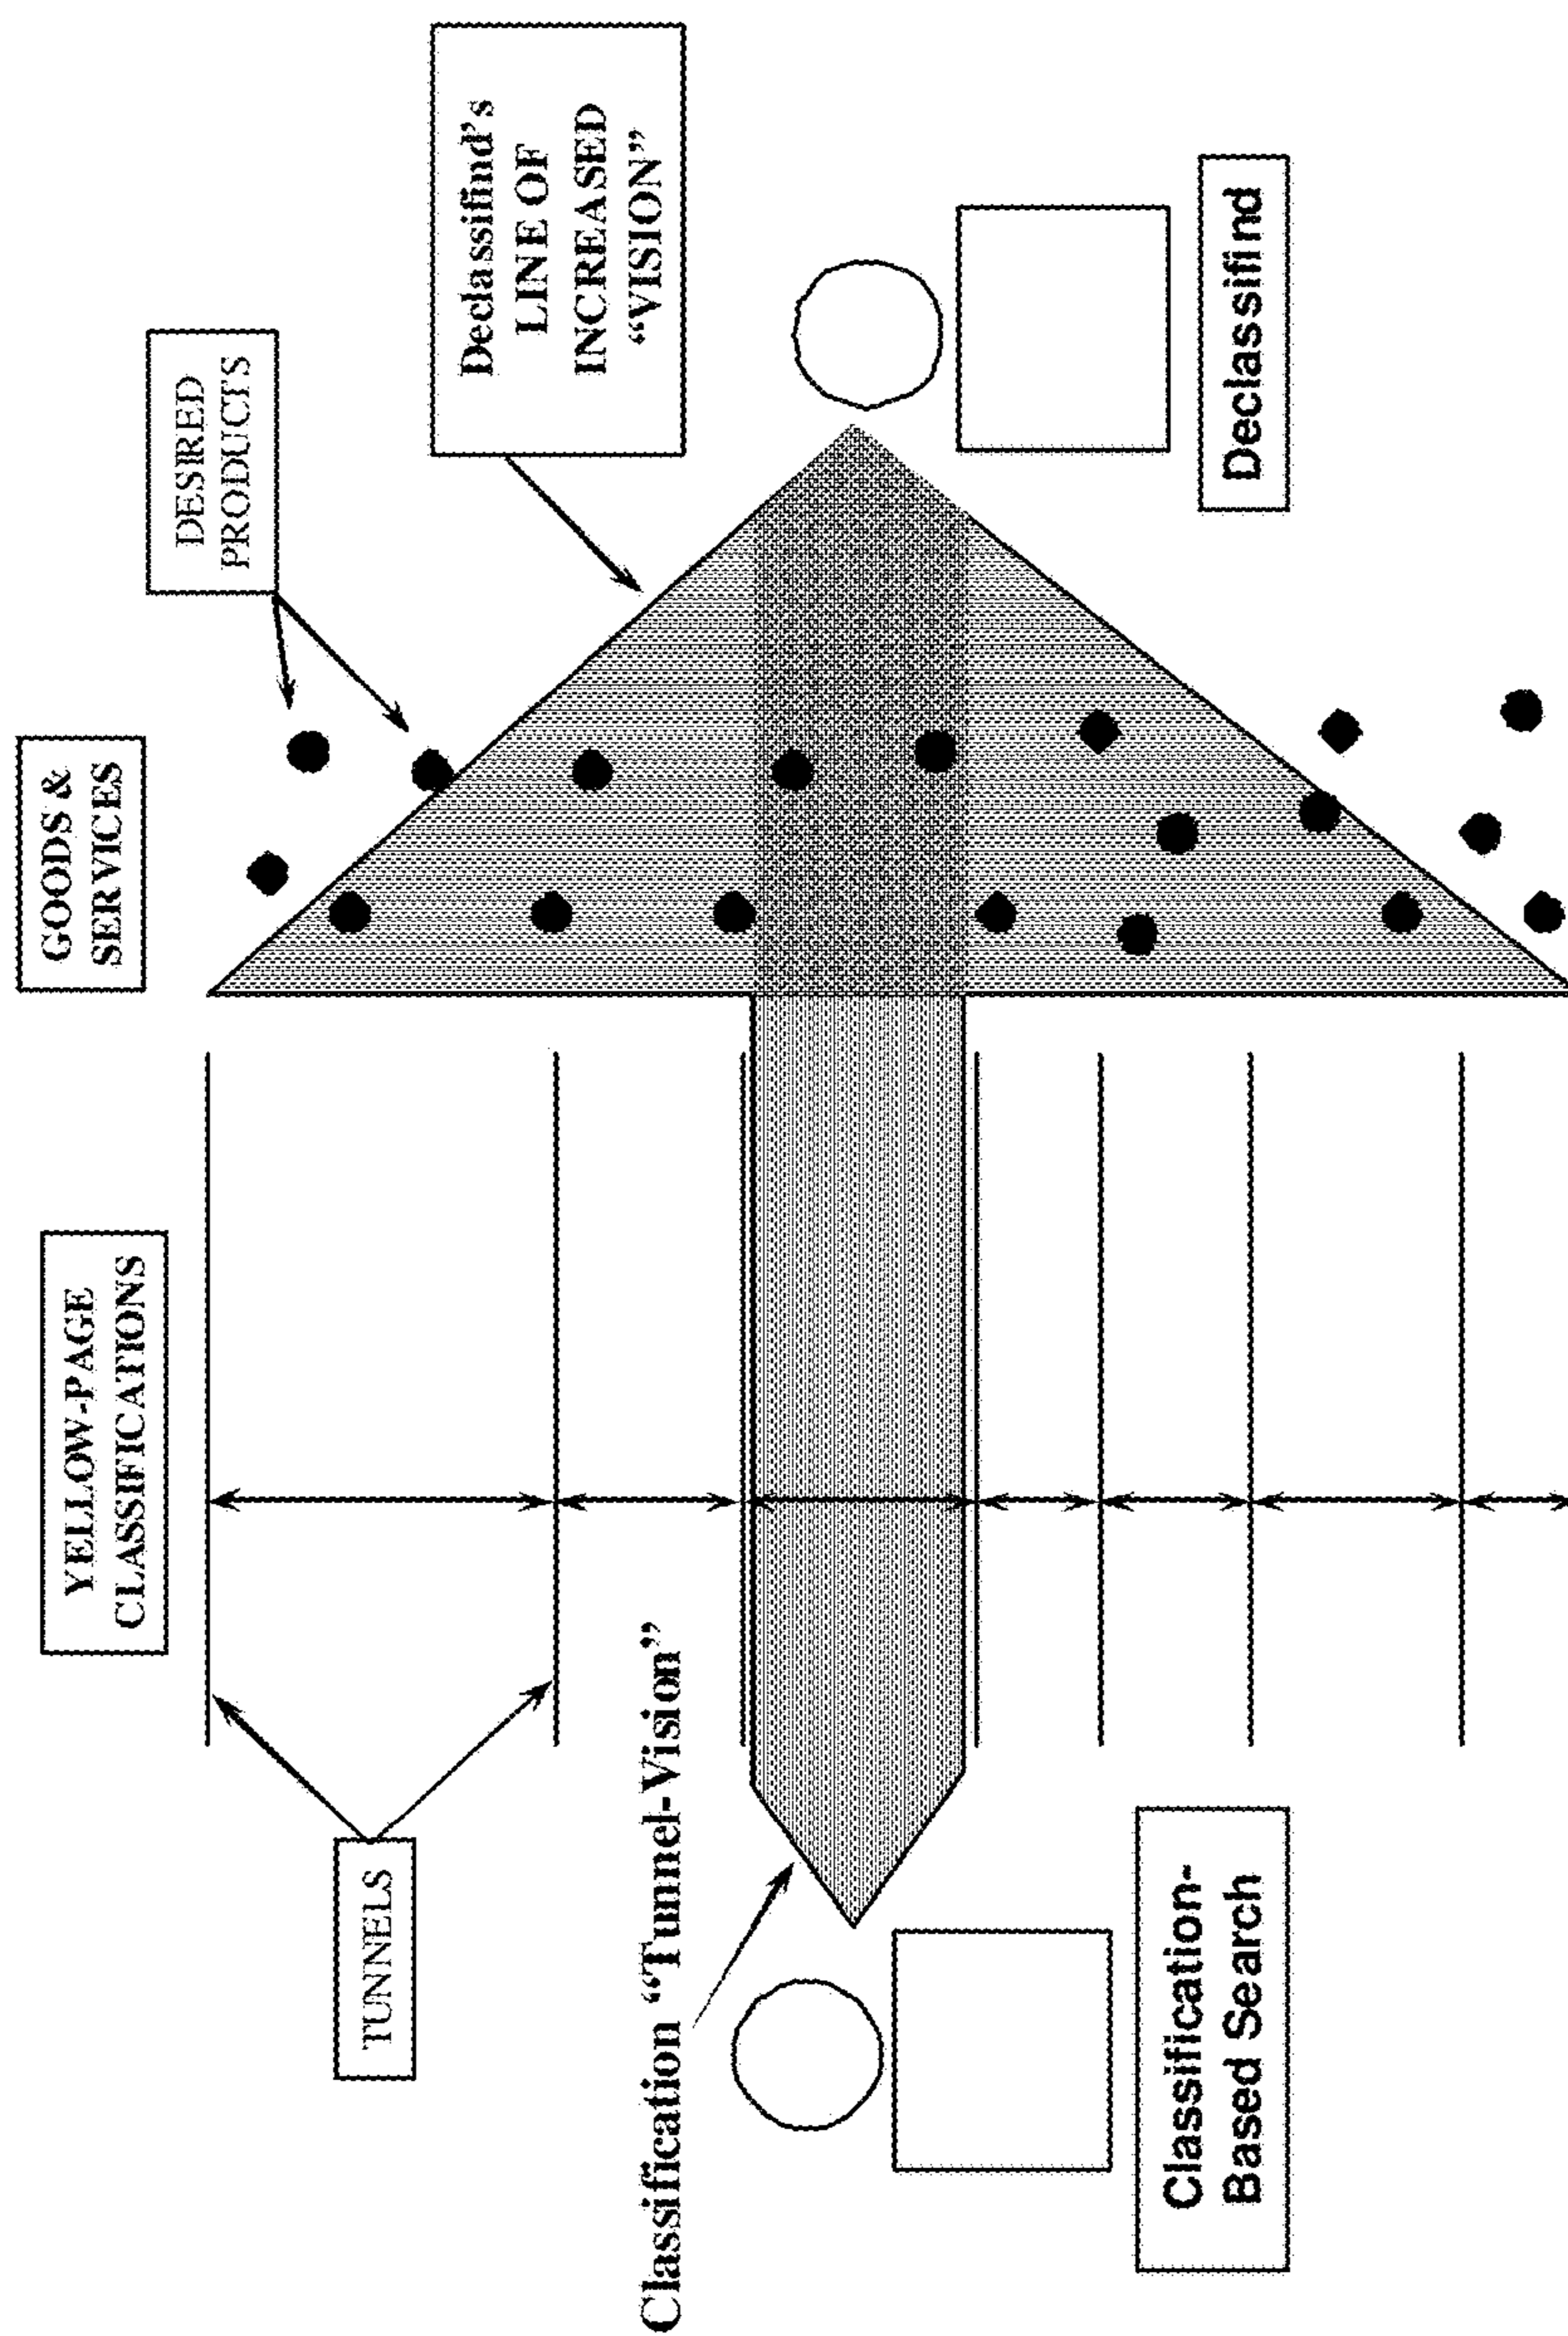 TUNNELS
YELLOW-PAGE
CLASSIFICATIONS
GOODS &
SERVICES
DESIRED
PRODUCTS
Declassifind's
LINE OF
INCREASED
“VISION”
Classification “Tunnel-Vision”
Classification-
Based Search
Declassifind